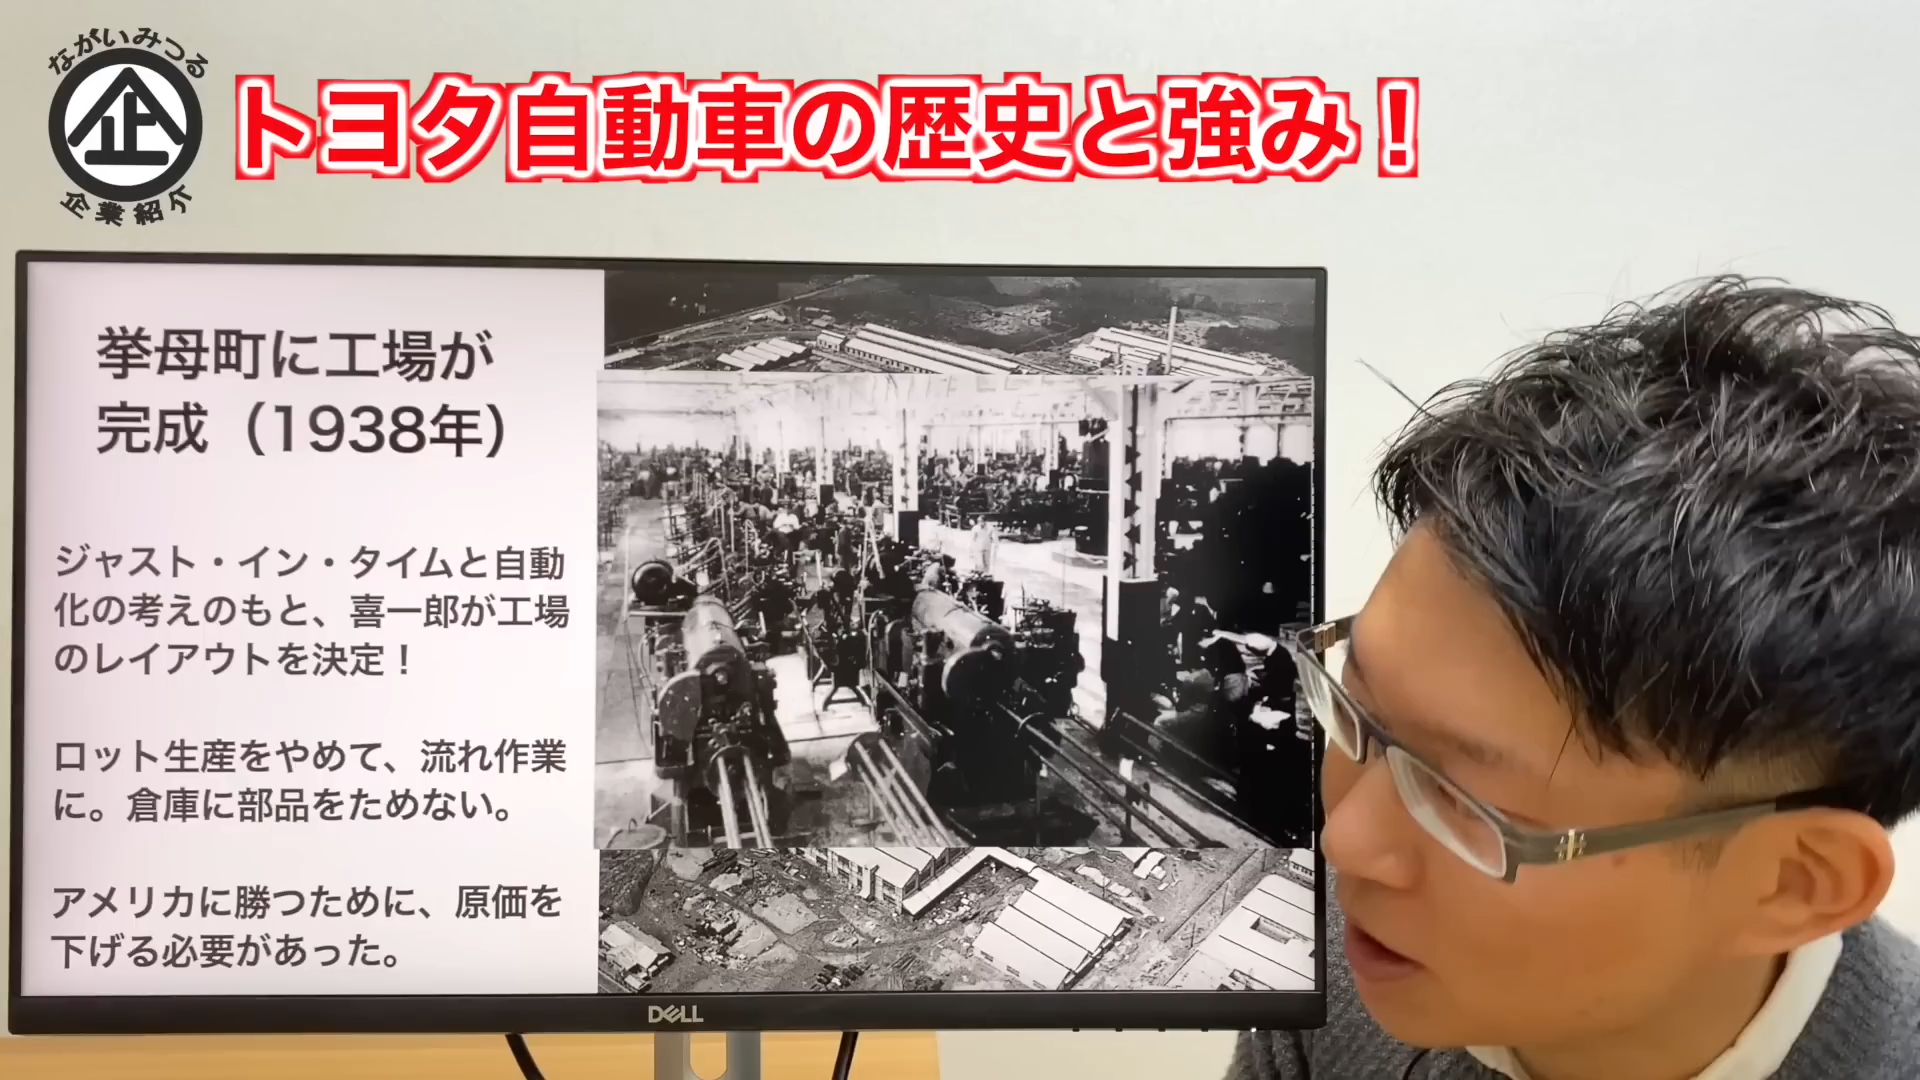 ながいみつる
企
企業紹介
トヨタ自動車の歴史と強み！
挙母町に工場が
完成（1938年）
ジャスト・イン・タイムと自動
化の考えのもと、喜一郎が工場
のレイアウトを決定！
ロット生産をやめて、流れ作業
に。倉庫に部品をためない。
アメリカに勝つために、原価を
下げる必要があった。
DELL